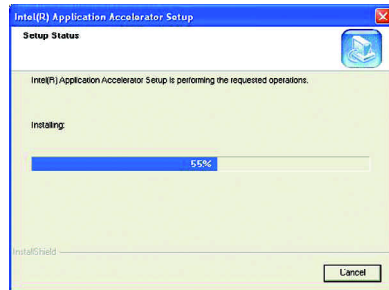 Intel(R) Application Accelerator Setup
Setup Status
Intel(R) Application Accelerator Setup is performing the requested operations.
Installing:
55%
InstallShield
Cancel